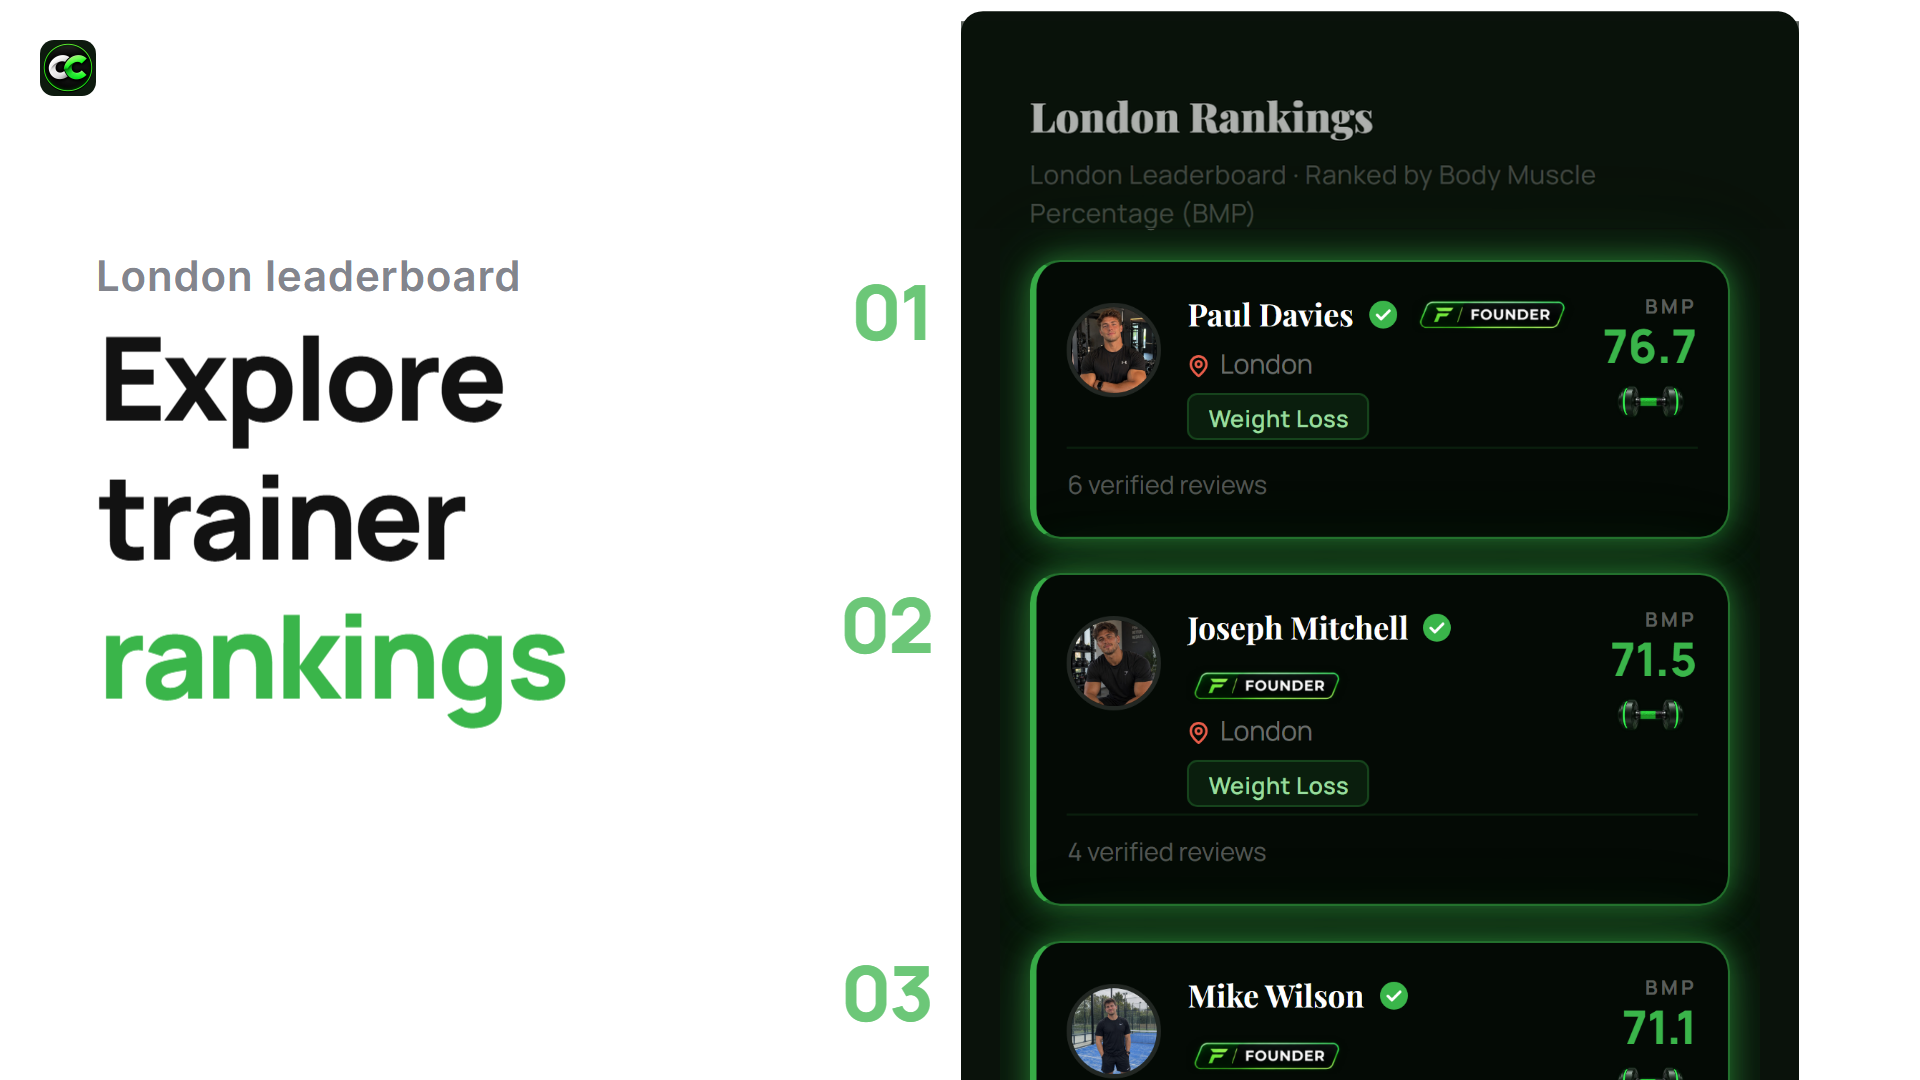 CC
London leaderboard
Explore
trainer
rankings
London Rankings
London Leaderboard · Ranked by Body Muscle
Percentage (BMP)
01
Paul Davies
F / FOUNDER
BMP
76.7
London
Weight Loss
6 verified reviews
02
Joseph Mitchell
BMP
71.5
F / FOUNDER
London
Weight Loss
4 verified reviews
03
Mike Wilson
BMP
71.1
F / FOUNDER